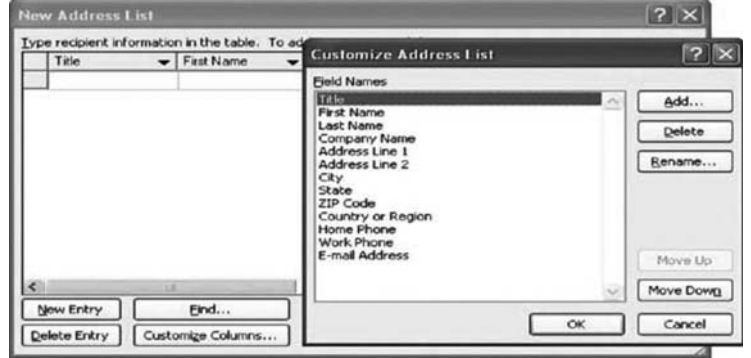 New Address List
Type recipient information in the table. To ad
Title
First Name
New Entry
Find...
Delete Entry
Customize Columns...
Customize Address List
Field Names
Title
First Name
Last Name
Company Name
Address Line 1
Address Line 2
City
State
ZIP Code
Country or Region
Home Phone
Work Phone
E-mail Address
Add...
Delete
Rename...
Move Up
Move Down
OK
Cancel